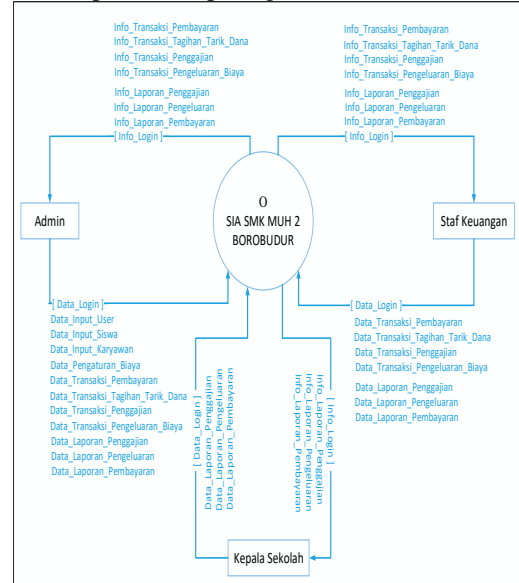 Info_Transaksi_Pembayaran
Info_Transaksi_Tagihan_Tarik_Dana
Info_Transaksi_Penggajian
Info_Transaksi_Pengeluaran_Biaya
Info_Laporan_Penggajian
Info_Laporan_Pengeluaran
Info_Laporan_Pembayaran
[ Info_Login ]
Info_Transaksi_Pembayaran
Info_Transaksi_Tagihan_Tarik_Dana
Info_Transaksi_Penggajian
Info_Transaksi_Pengeluaran_Biaya
Info_Laporan_Penggajian
Info_Laporan_Pengeluaran
Info_Laporan_Pembayaran
[ Info_Login ]
Admin
0
SIA SMK MUH 2
BOROBUDUR
Staf Keuangan
[ Data_Login ]
Data_Input_User
Data_Input_Siswa
Data_Input_Karyawan
Data_Pengaturan_Biaya
Data_Transaksi_Pembayaran
Data_Transaksi_Tagihan_Tarik_Dana
Data_Transaksi_Penggajian
Data_Transaksi_Pengeluaran_Biaya
Data_Laporan_Penggajian
Data_Laporan_Pengeluaran
Data_Laporan_Pembayaran
[ Data_Login ]
Data_Laporan_Penggajian
Data_Laporan_Pengeluaran
Data_Laporan_Pembayaran
[ Info_Login ]
Info_Laporan_Penggajian
Info_Laporan_Pengeluaran
Info_Laporan_Pembayaran
[ Data_Login ]
Data_Transaksi_Pembayaran
Data_Transaksi_Tagihan_Tarik_Dana
Data_Transaksi_Penggajian
Data_Transaksi_Pengeluaran_Biaya
Data_Laporan_Penggajian
Data_Laporan_Pengeluaran
Data_Laporan_Pembayaran
Kepala Sekolah